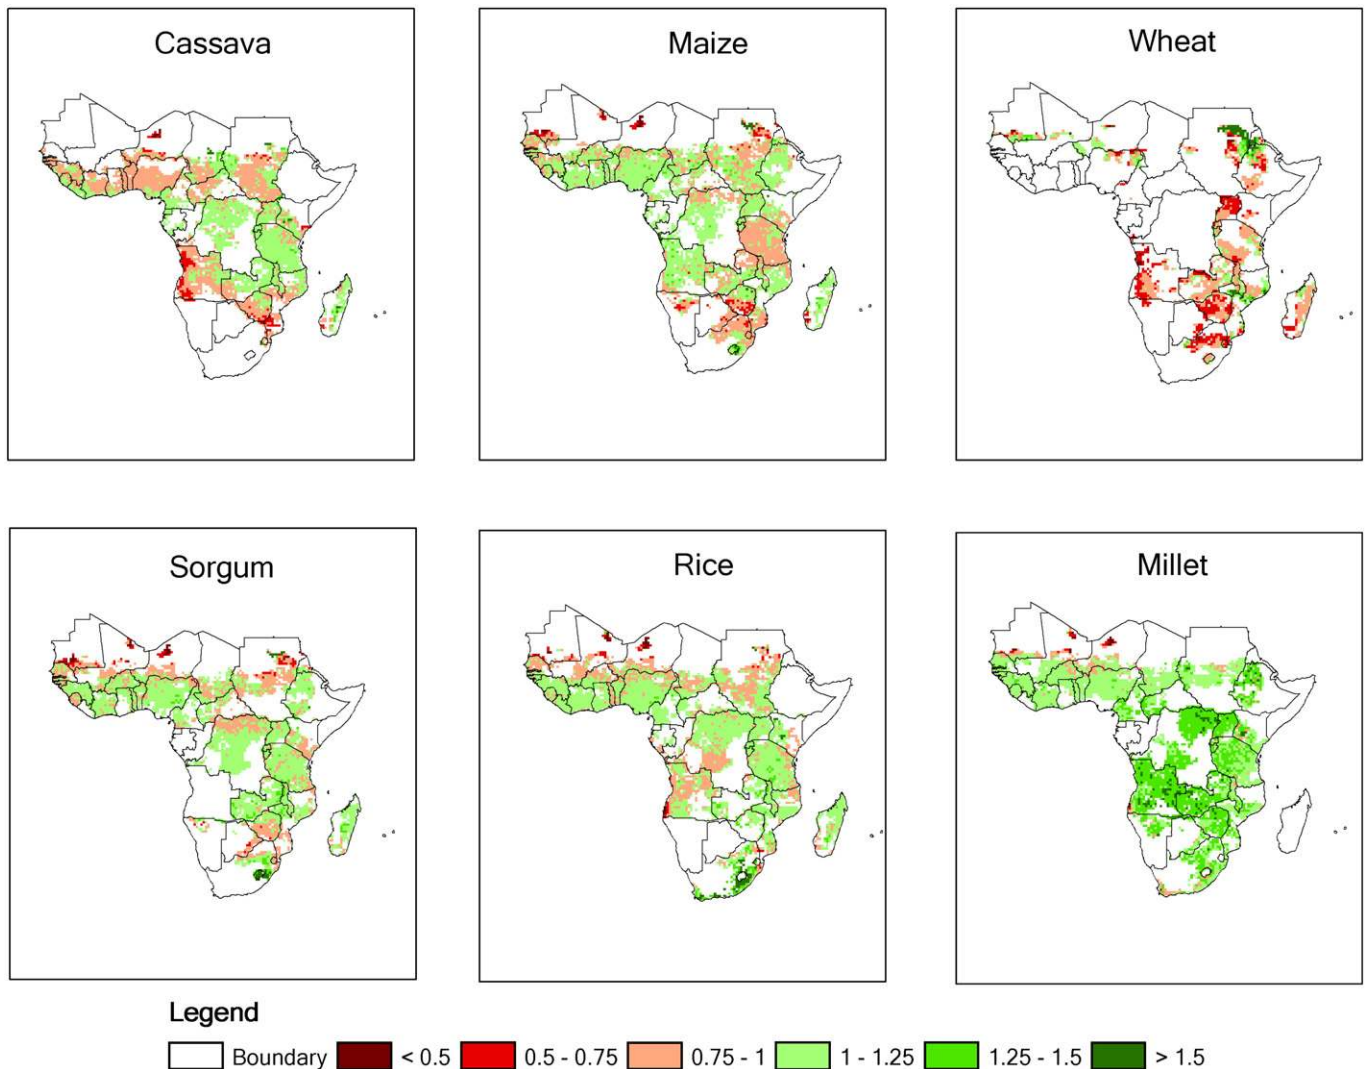 Cassava
Maize
Wheat
Sorgum
Rice
Millet
Legend
Boundary < 0.5 0.5 - 0.75 0.75 - 1 1 - 1.25 1.25 - 1.5 > 1.5